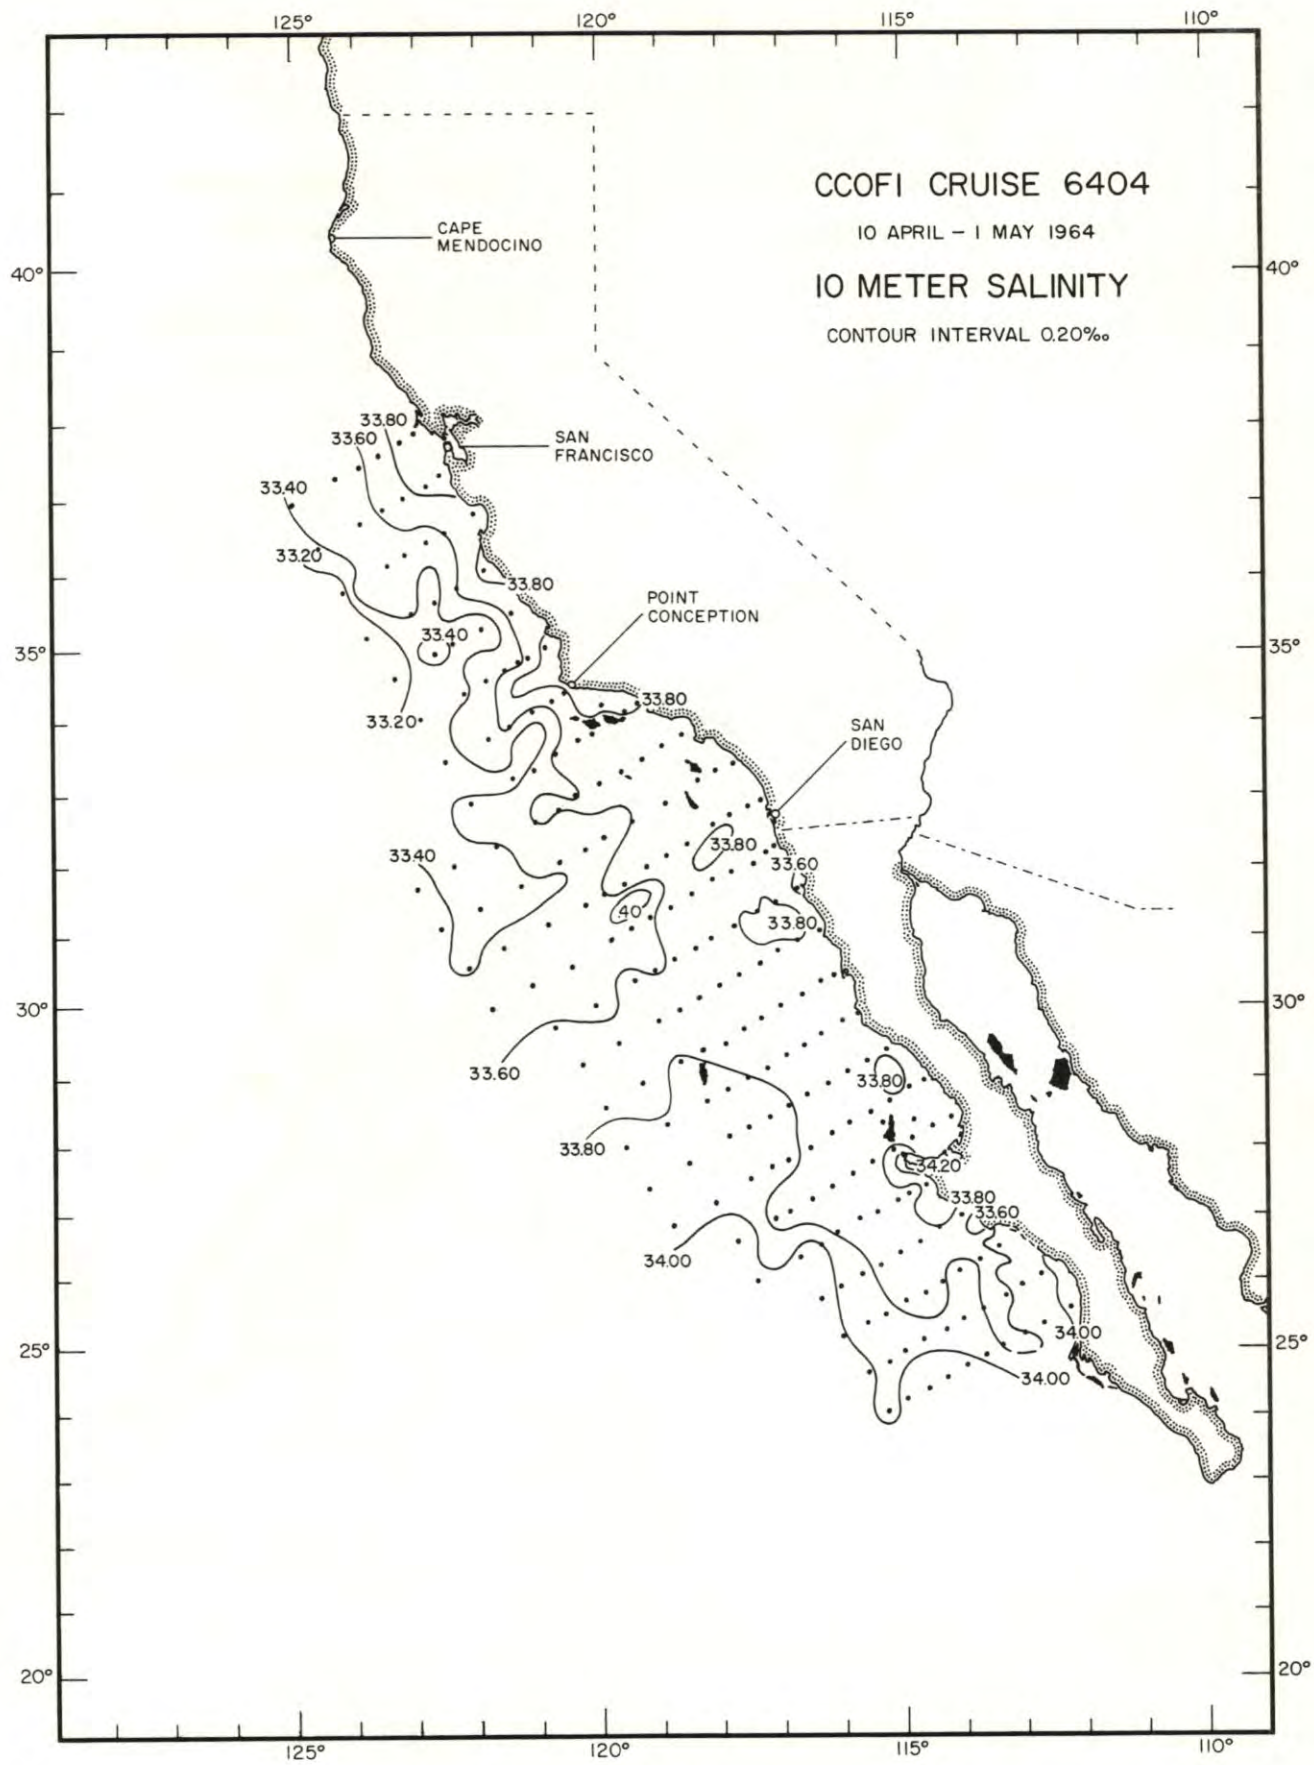 125° 120° 115° 110°
CCOFI CRUISE 6404
10 APRIL – 1 MAY 1964
10 METER SALINITY
CONTOUR INTERVAL 0.20‰
CAPE
MENDOCINO
40° 40°
33.80
33.60
SAN
FRANCISCO
33.40
33.20
33.80
POINT
CONCEPTION
33.40
35° 35°
33.80
33.20
SAN
DIEGO
33.80
33.40
33.60
.40
33.80
30° 30°
33.60
33.80
33.80
34.20
33.80
33.60
34.00
34.00
25° 25°
34.00
20° 20°
125° 120° 115° 110°